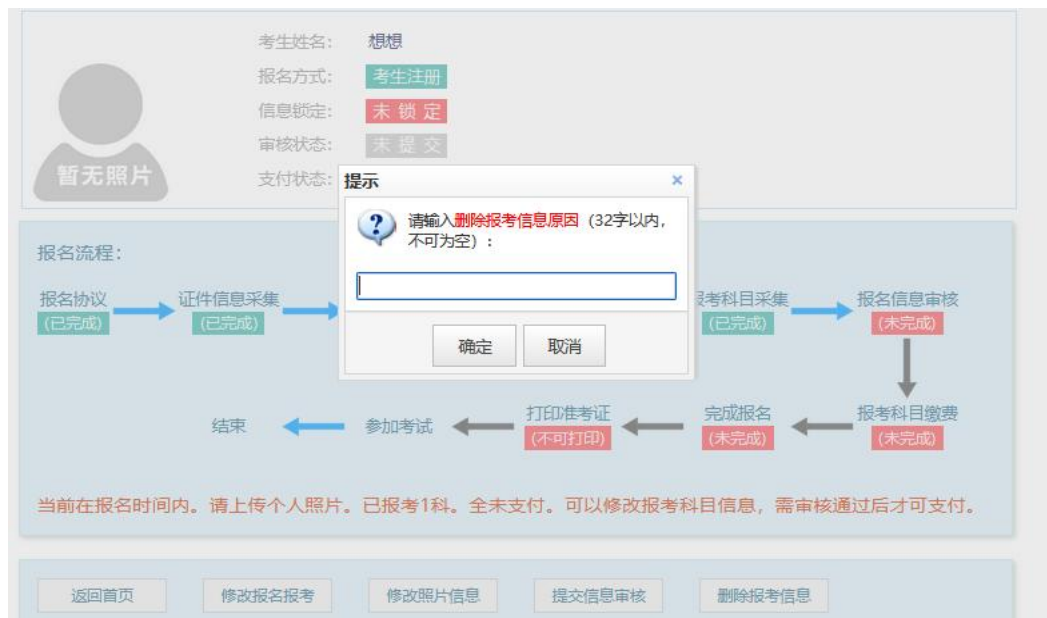 考生姓名： 想想
报名方式： 考生注册
信息锁定： 未 锁 定
审核状态： 未 提 交
暂无照片
支付状态：
提示 ×
请输入删除报考信息原因（32字以内，
不可为空）：
确定 取消
报名流程：
报名协议 证件信息采集 报考科目采集 报名信息审核
(已完成) (已完成) (已完成) (未完成)
结束 参加考试 打印准考证 完成报名 报考科目缴费
(不可打印) (未完成) (未完成)
当前在报名时间内。请上传个人照片。已报考1科。全未支付。可以修改报考科目信息，需审核通过后才可支付。
返回首页 修改报名报考 修改照片信息 提交信息审核 删除报考信息